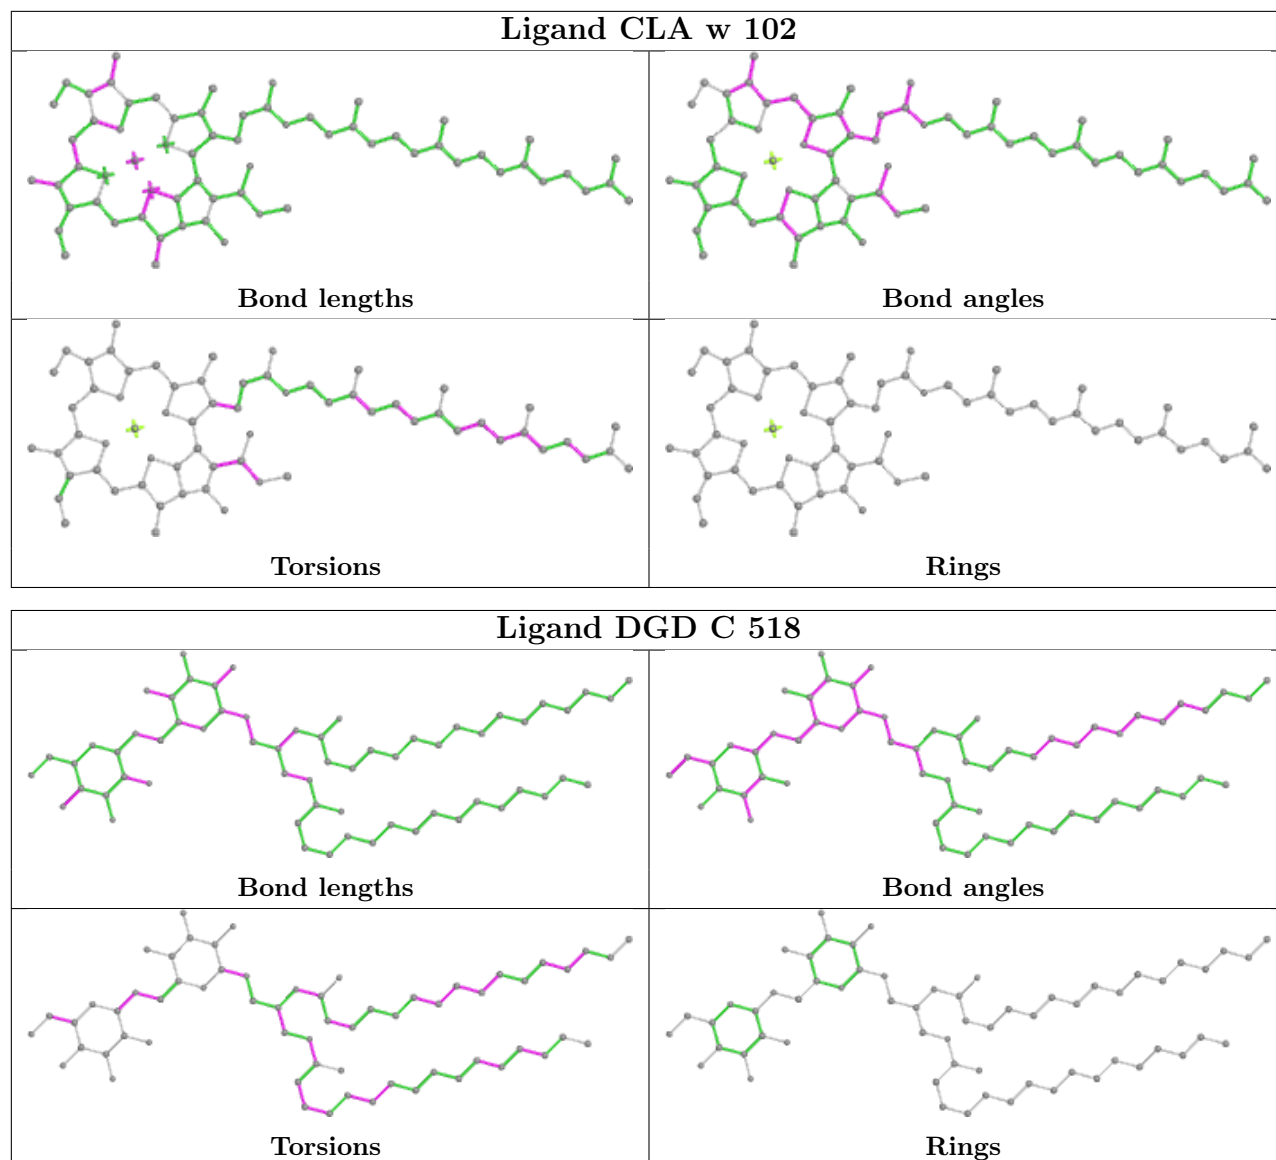 Ligand CLA w 102
Bond lengths
Bond angles
Torsions
Rings
Ligand DGD C 518
Bond lengths
Bond angles
Torsions
Rings